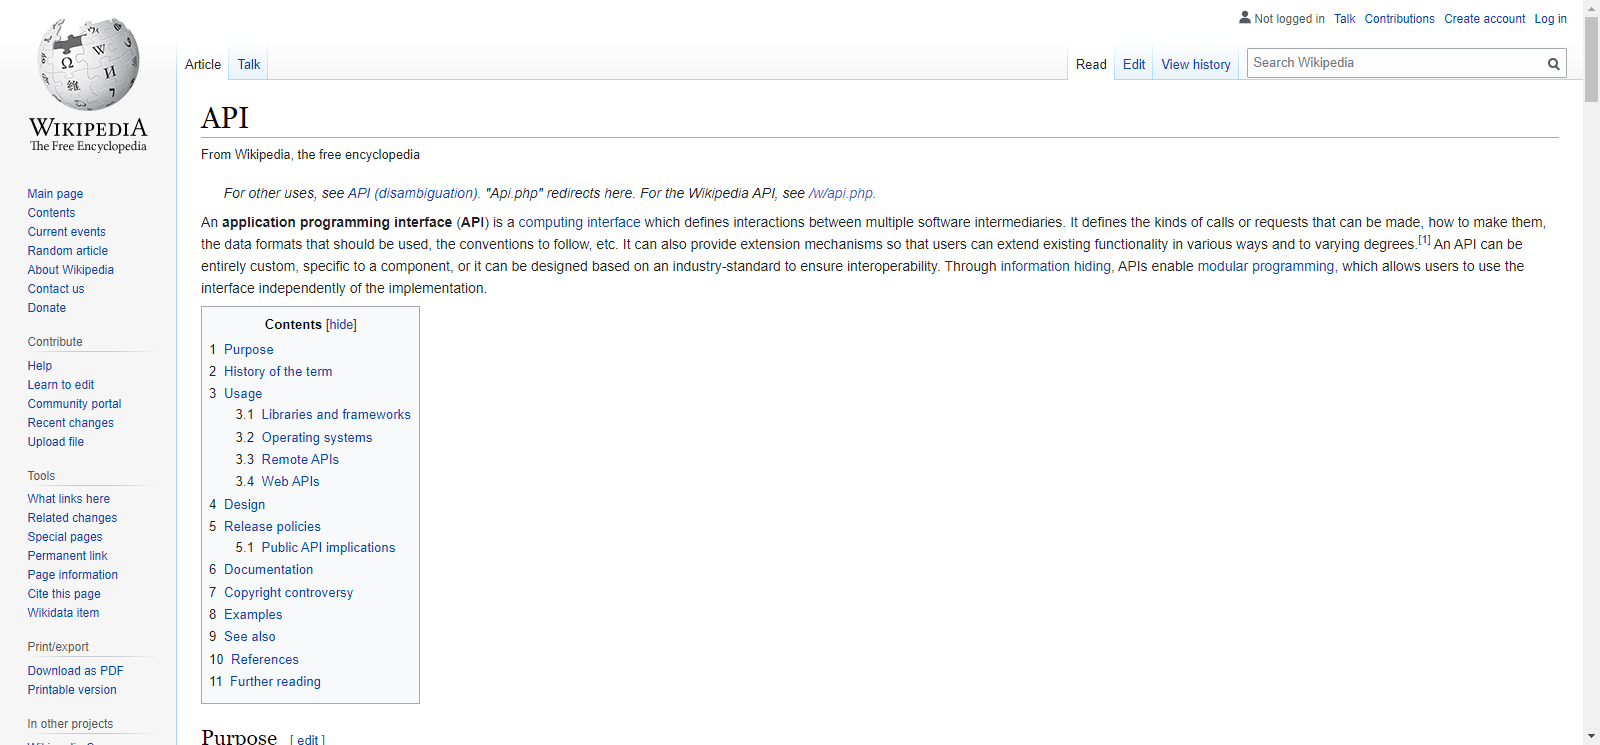 Not logged in Talk Contributions Create account Log in
Article Talk Read Edit View history Search Wikipedia
WIKIPEDIA
The Free Encyclopedia
Main page
Contents
Current events
Random article
About Wikipedia
Contact us
Donate
Contribute
Help
Learn to edit
Community portal
Recent changes
Upload file
Tools
What links here
Related changes
Special pages
Permanent link
Page information
Cite this page
Wikidata item
Print/export
Download as PDF
Printable version
In other projects
API
From Wikipedia, the free encyclopedia
For other uses, see API (disambiguation). "Api.php" redirects here. For the Wikipedia API, see /w/api.php.
An application programming interface (API) is a computing interface which defines interactions between multiple software intermediaries. It defines the kinds of calls or requests that can be made, how to make them,
the data formats that should be used, the conventions to follow, etc. It can also provide extension mechanisms so that users can extend existing functionality in various ways and to varying degrees.[1] An API can be
entirely custom, specific to a component, or it can be designed based on an industry-standard to ensure interoperability. Through information hiding, APIs enable modular programming, which allows users to use the
interface independently of the implementation.
Contents [hide]
1 Purpose
2 History of the term
3 Usage
3.1 Libraries and frameworks
3.2 Operating systems
3.3 Remote APIs
3.4 Web APIs
4 Design
5 Release policies
5.1 Public API implications
6 Documentation
7 Copyright controversy
8 Examples
9 See also
10 References
11 Further reading
Purpose [ edit ]